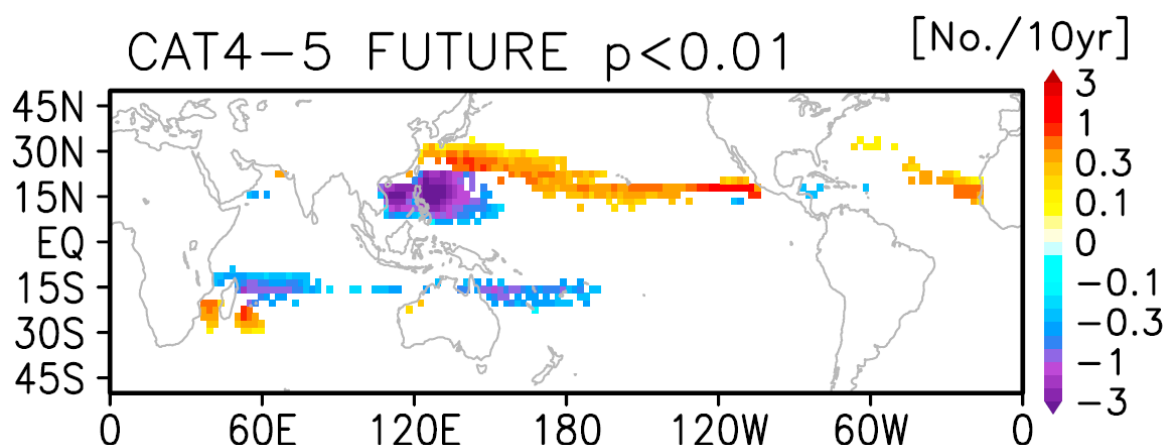 CAT4-5 FUTURE p<0.01 [No./10yr]
45N
30N
15N
EQ
15S
30S
45S
0 60E 120E 180 120W 60W 0
3
1
0.3
0.1
0
-0.1
-0.3
-1
-3